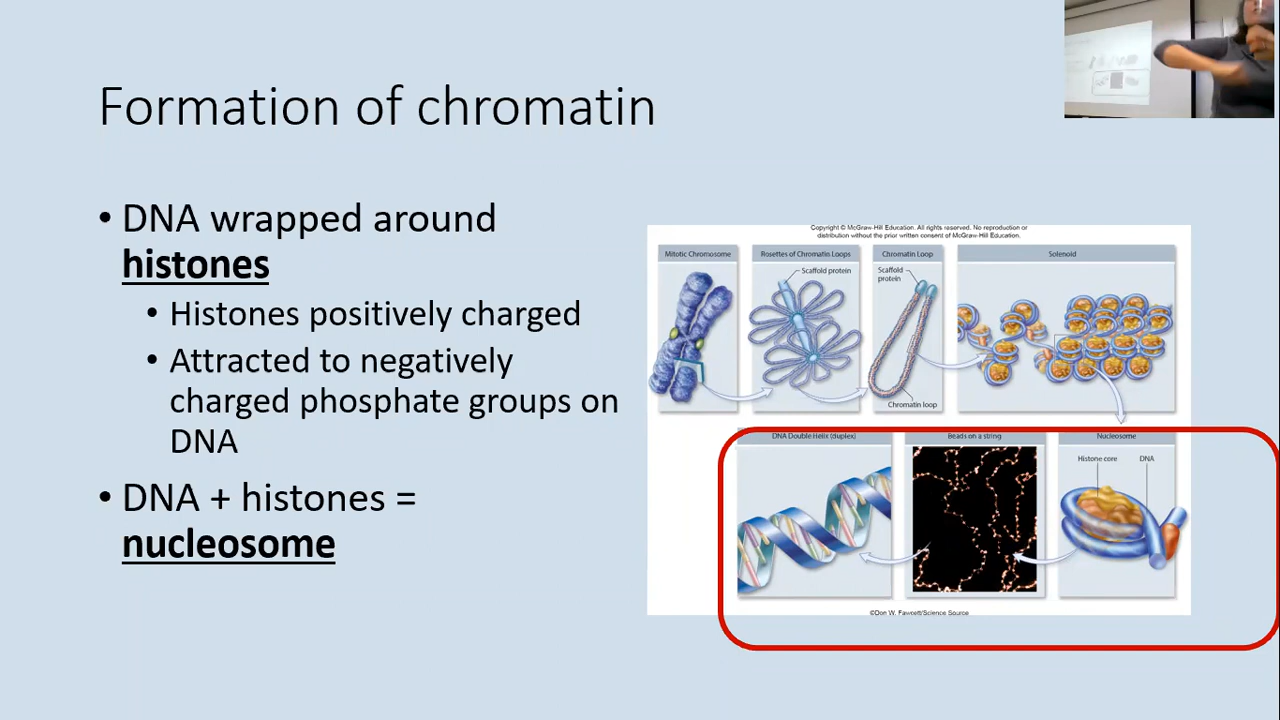 Formation of chromatin
• DNA wrapped around
histones
• Histones positively charged
• Attracted to negatively
charged phosphate groups on
DNA
• DNA + histones =
nucleosome
Copyright © McGraw-Hill Education. All rights reserved. No reproduction or
distribution without the prior written consent of McGraw-Hill Education.
Mitotic Chromosome
Rosettes of Chromatin Loops
Chromatin Loop
Solenoid
Scaffold protein
Scaffold
protein
Chromatin loop
DNA Double Helix (duplex)
Beads on a string
Nucleosome
Histone core
DNA
©Don W. Fawcett/Science Source